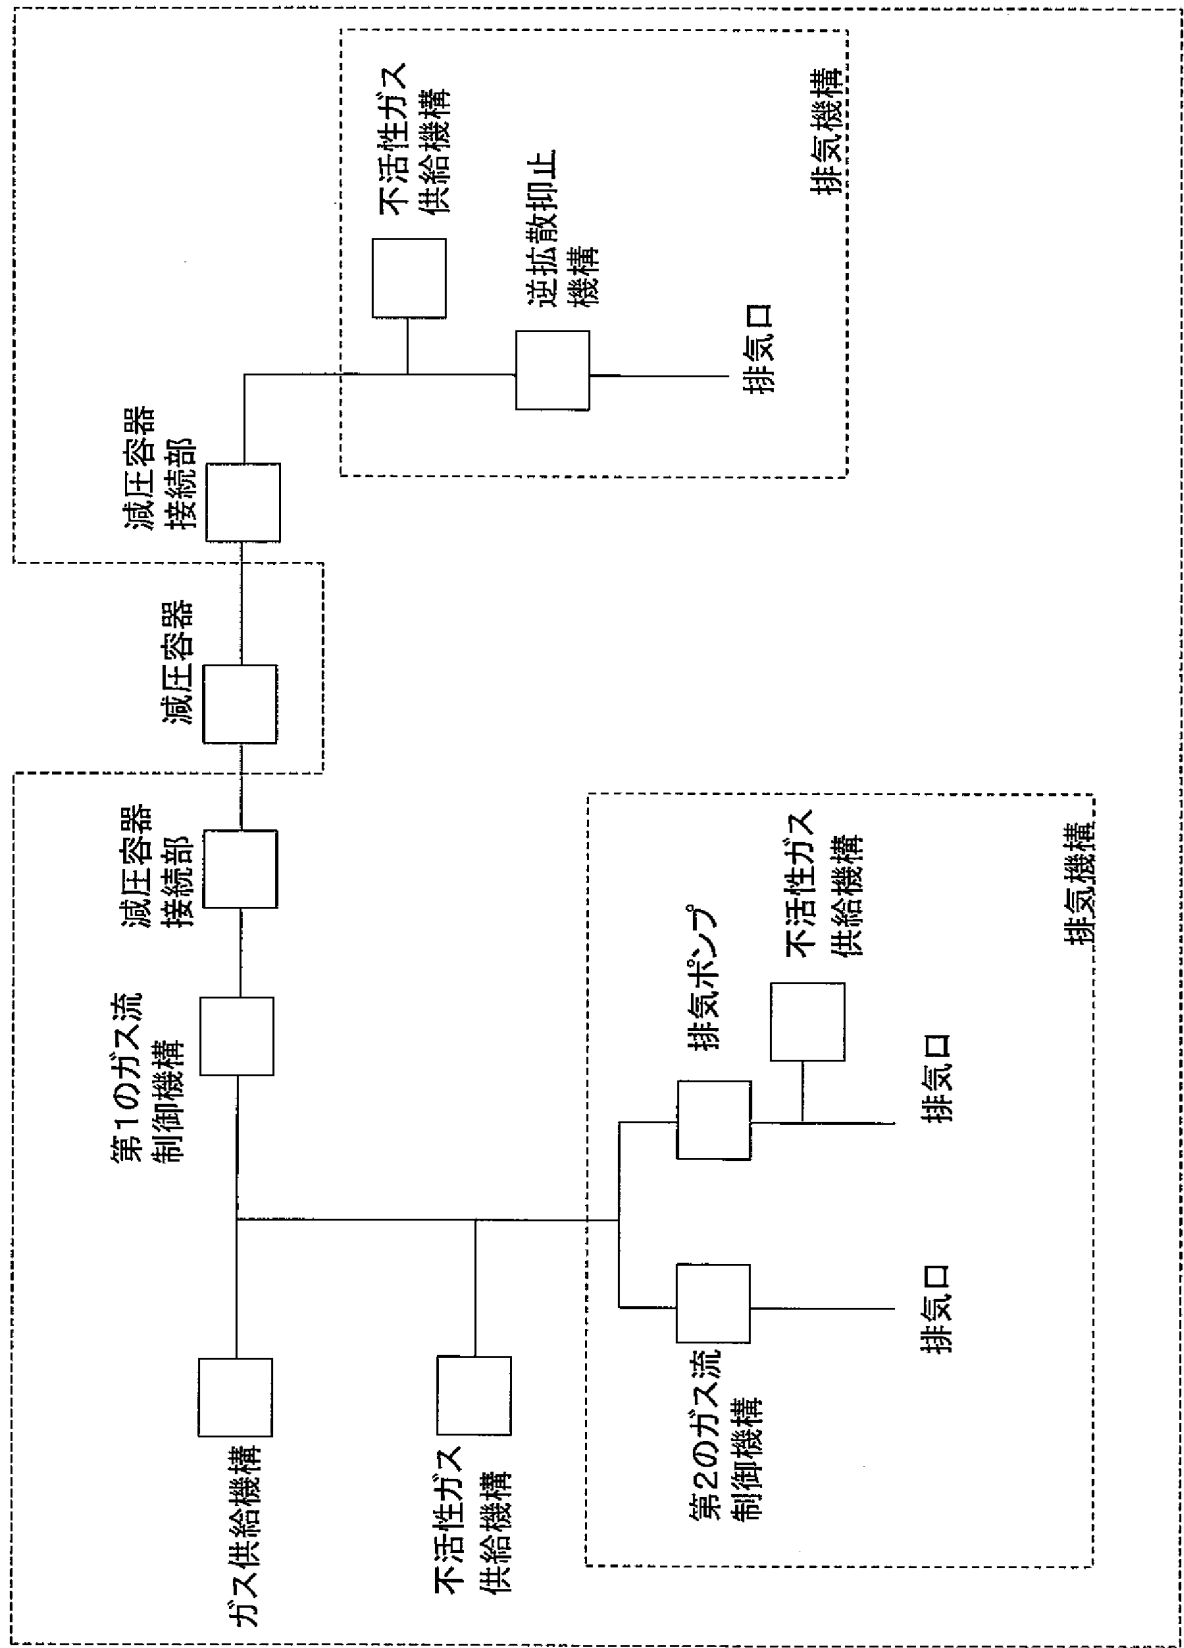 ガス供給機構
第1のガス流
制御機構
減圧容器
接続部
減圧容器
減圧容器
接続部
不活性ガス
供給機構
逆拡散抑止
機構
排気口
排気機構
不活性ガス
供給機構
第2のガス流
制御機構
排気口
排気ポンプ
不活性ガス
供給機構
排気口
排気機構